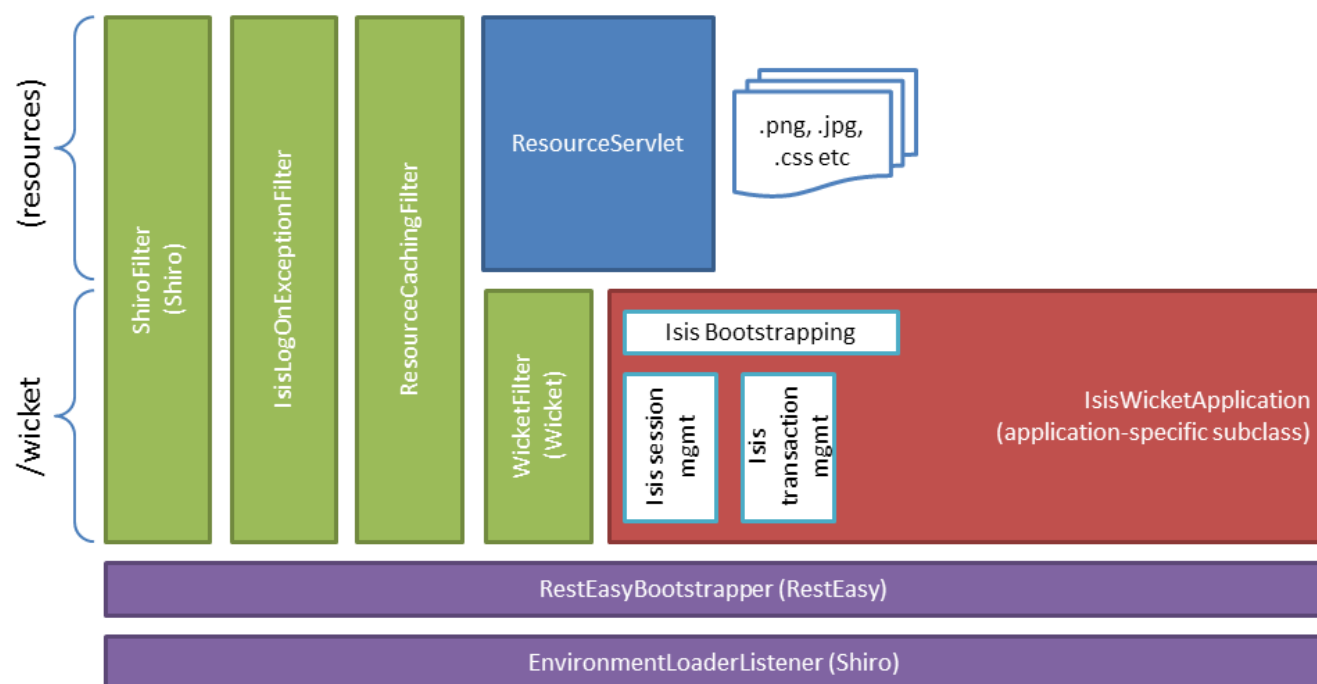 (resources)
/wicket
ShiroFilter
(Shiro)
IsisLogOnExceptionFilter
ResourceCachingFilter
ResourceServlet
.png, .jpg,
.css etc
WicketFilter
(Wicket)
Isis Bootstrapping
Isis session
mgmt
Isis
transaction
mgmt
IsisWicketApplication
(application-specific subclass)
RestEasyBootstrapper (RestEasy)
EnvironmentLoaderListener (Shiro)